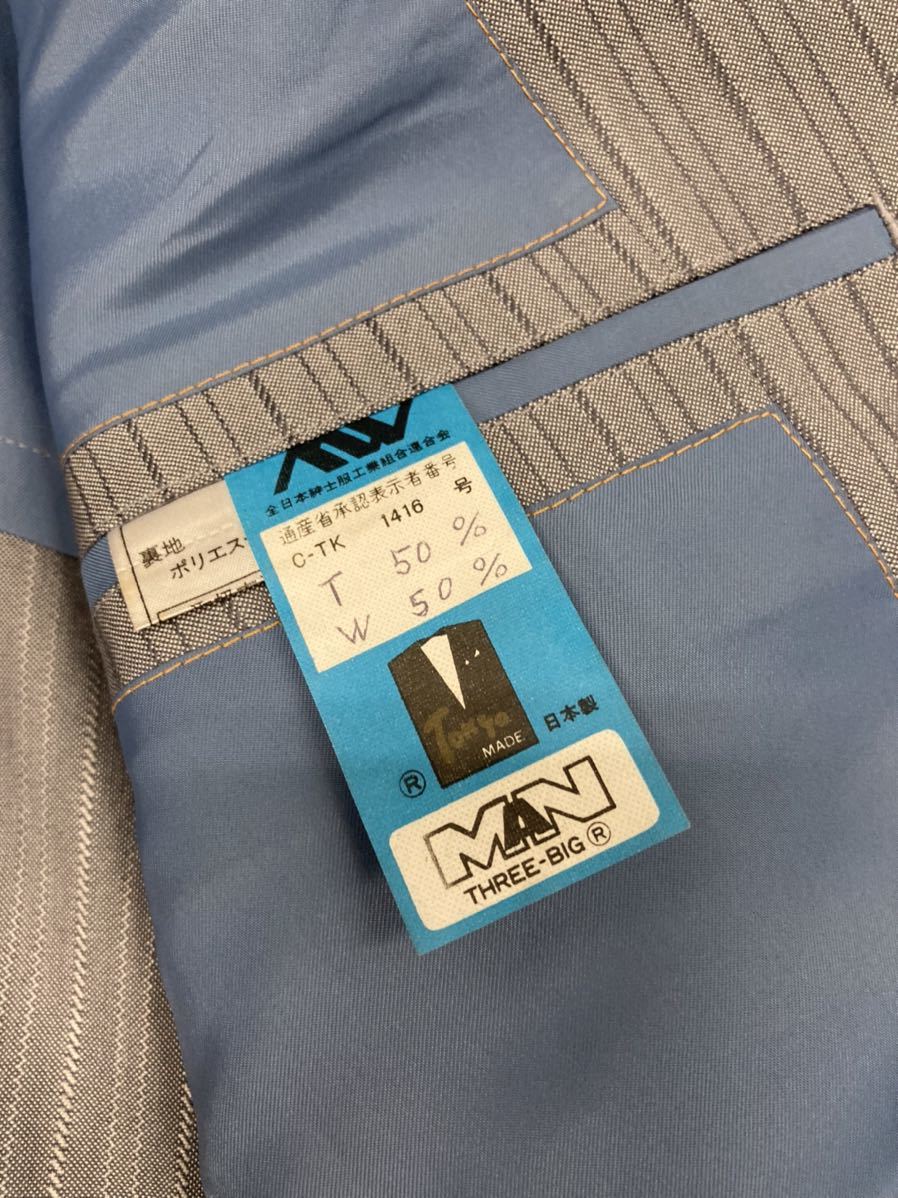 AW
全日本紳士服工業組合連合会
通産省承認表示者番号
C-TK 1416 号
T 50%
W 50%
裏地
ポリエス
Tokyo
MADE
日本製
®
MAN
THREE-BIG ®